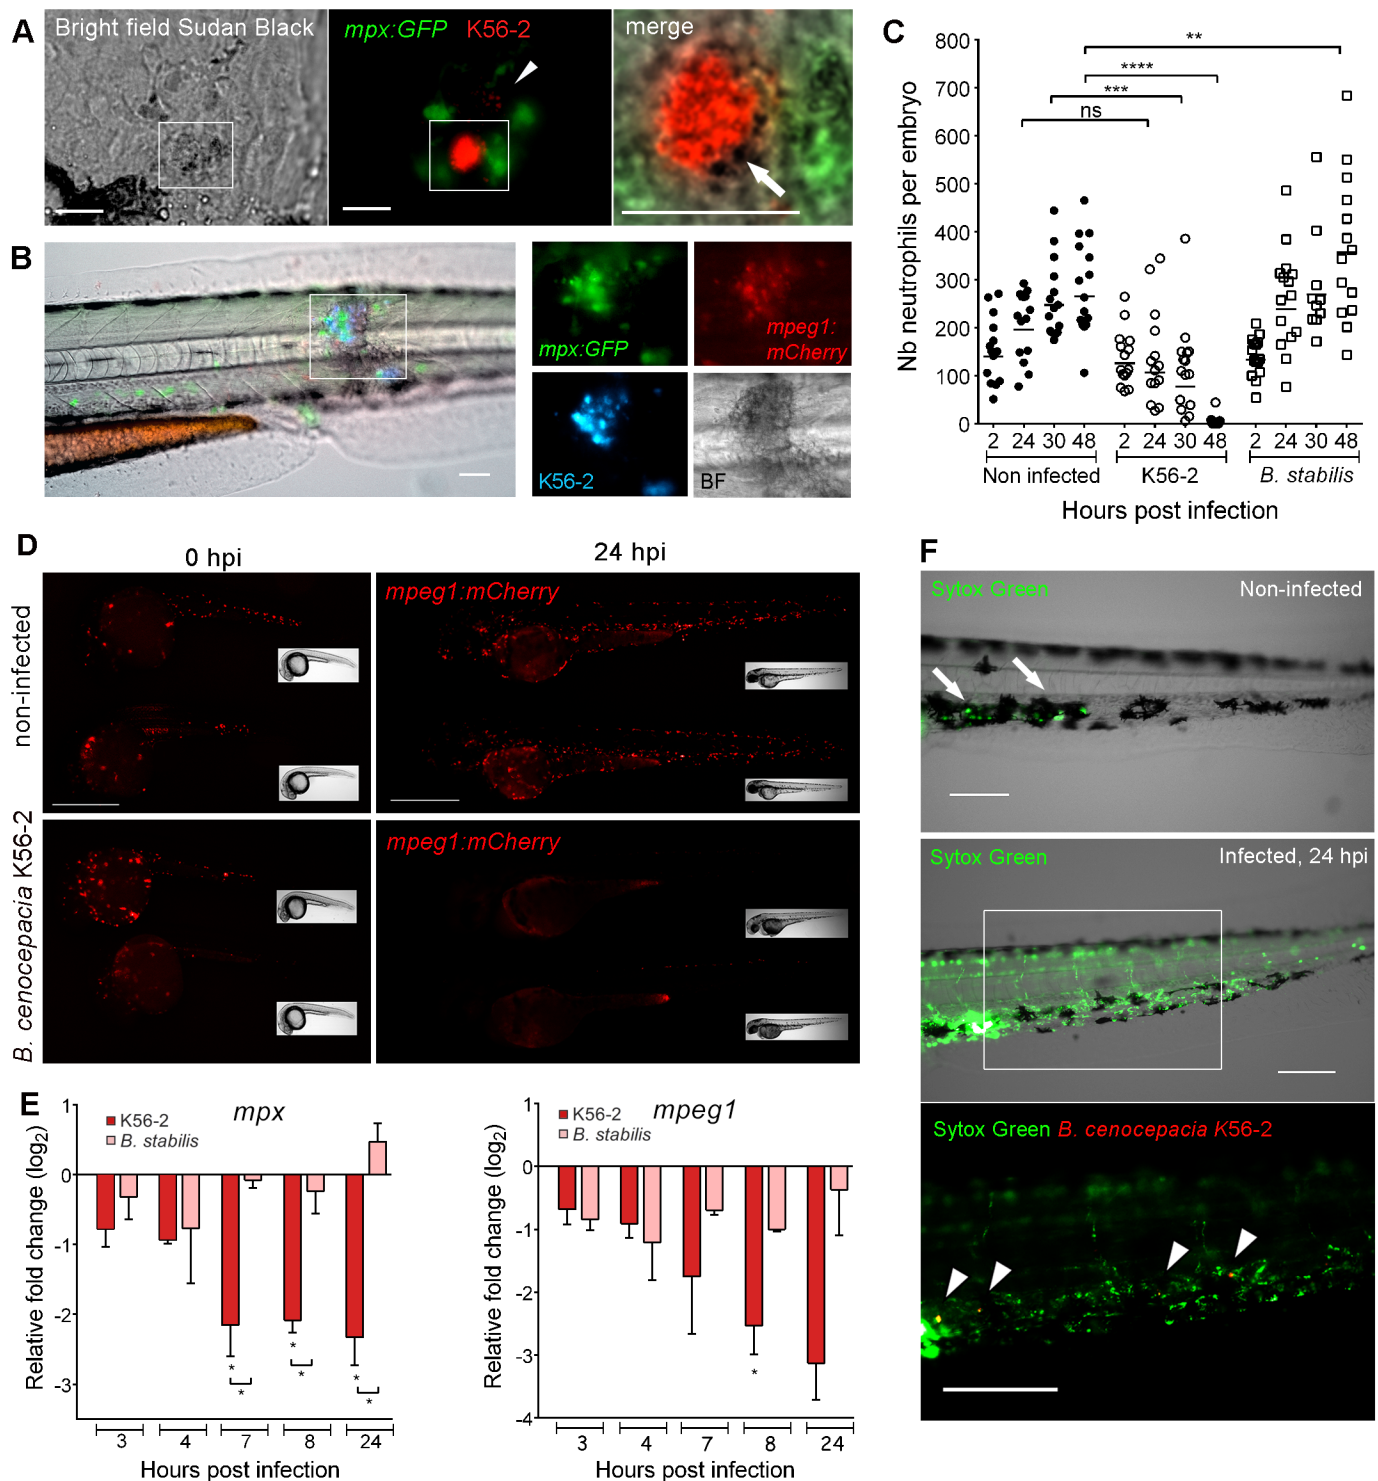 A
Bright field Sudan Black
mpx:GFP K56-2
merge
B
mpx:GFP
mpeg1:
mCherry
K56-2
BF
C
Nb neutrophils per embryo
800
700
600
500
400
300
200
100
0
**
****
***
ns
2 24 30 48 2 24 30 48 2 24 30 48
Non infected K56-2 B. stabilis
Hours post infection
D
0 hpi 24 hpi
non-infected
mpeg1:mCherry
B. cenocepacia K56-2
mpeg1:mCherry
E
mpx
K56-2
B. stabilis
Relative fold change (log2)
1
0
-1
-2
-3
* * *
* * *
3 4 7 8 24
Hours post infection
mpeg1
K56-2
B. stabilis
Relative fold change (log2)
1
0
-1
-2
-3
-4
*
3 4 7 8 24
Hours post infection
F
Sytox Green Non-infected
Sytox Green Infected, 24 hpi
Sytox Green B. cenocepacia K56-2